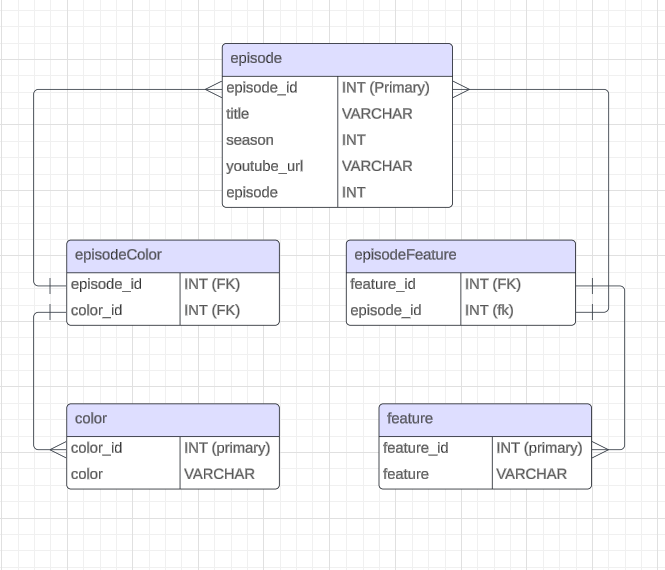 episode
episode_id INT (Primary)
title VARCHAR
season INT
youtube_url VARCHAR
episode INT
episodeColor
episode_id INT (FK)
color_id INT (FK)
episodeFeature
feature_id INT (FK)
episode_id INT (fk)
color
color_id INT (primary)
color VARCHAR
feature
feature_id INT (primary)
feature VARCHAR